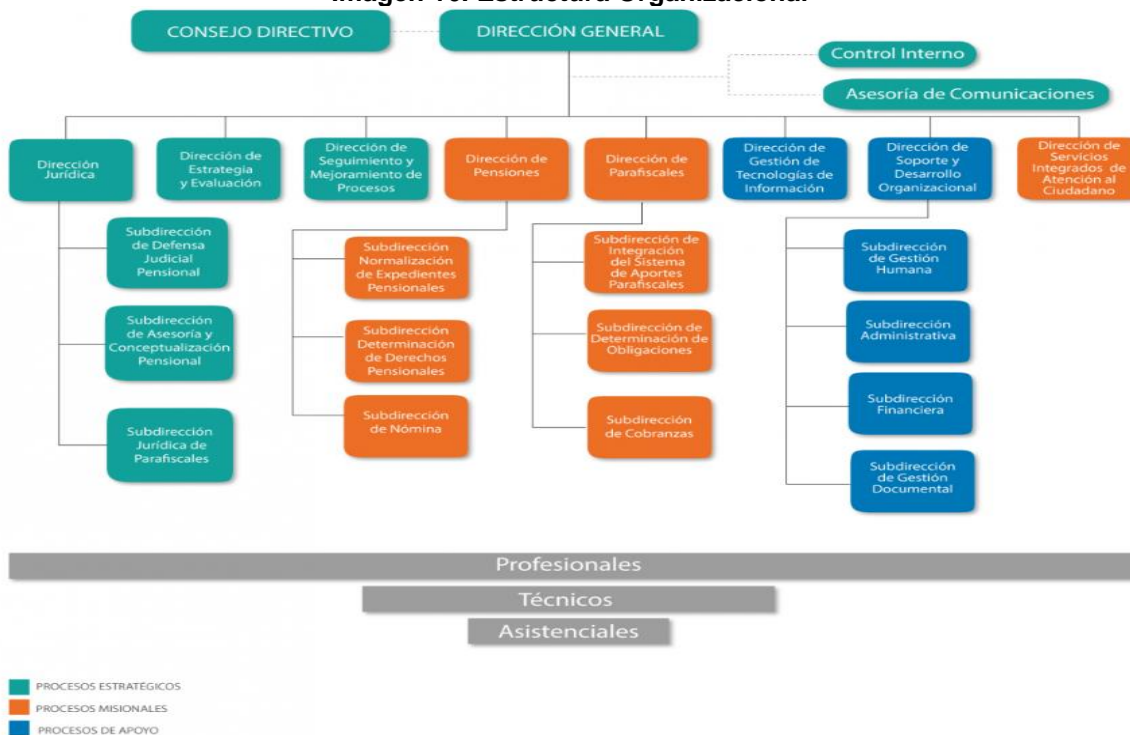 Imagen 10. Estructura Organizacional
CONSEJO DIRECTIVO
DIRECCIÓN GENERAL
Control Interno
Asesoría de Comunicaciones
Dirección
Jurídica
Dirección de
Estrategia
y Evaluación
Dirección de
Seguimiento y
Mejoramiento de
Procesos
Dirección de
Pensiones
Dirección de
Parafiscales
Dirección de
Gestión de
Tecnologías de
Información
Dirección de
Soporte y
Desarrollo
Organizacional
Dirección de
Servicios
Integrados de
Atención al
Ciudadano
Subdirección
de Defensa
Judicial
Pensional
Subdirección
de Asesoría y
Conceptualización
Pensional
Subdirección
Jurídica de
Parafiscales
Subdirección
Normalización
de Expedientes
Pensionales
Subdirección
Determinación
de Derechos
Pensionales
Subdirección
de Nómina
Subdirección de
Integración
del Sistema
de Aportes
Parafiscales
Subdirección de
Determinación de
Obligaciones
Subdirección
de Cobranzas
Subdirección
de Gestión
Humana
Subdirección
Administrativa
Subdirección
Financiera
Subdirección
de Gestión
Documental
Profesionales
Técnicos
Asistenciales
PROCESOS ESTRATÉGICOS
PROCESOS MISIONALES
PROCESOS DE APOYO